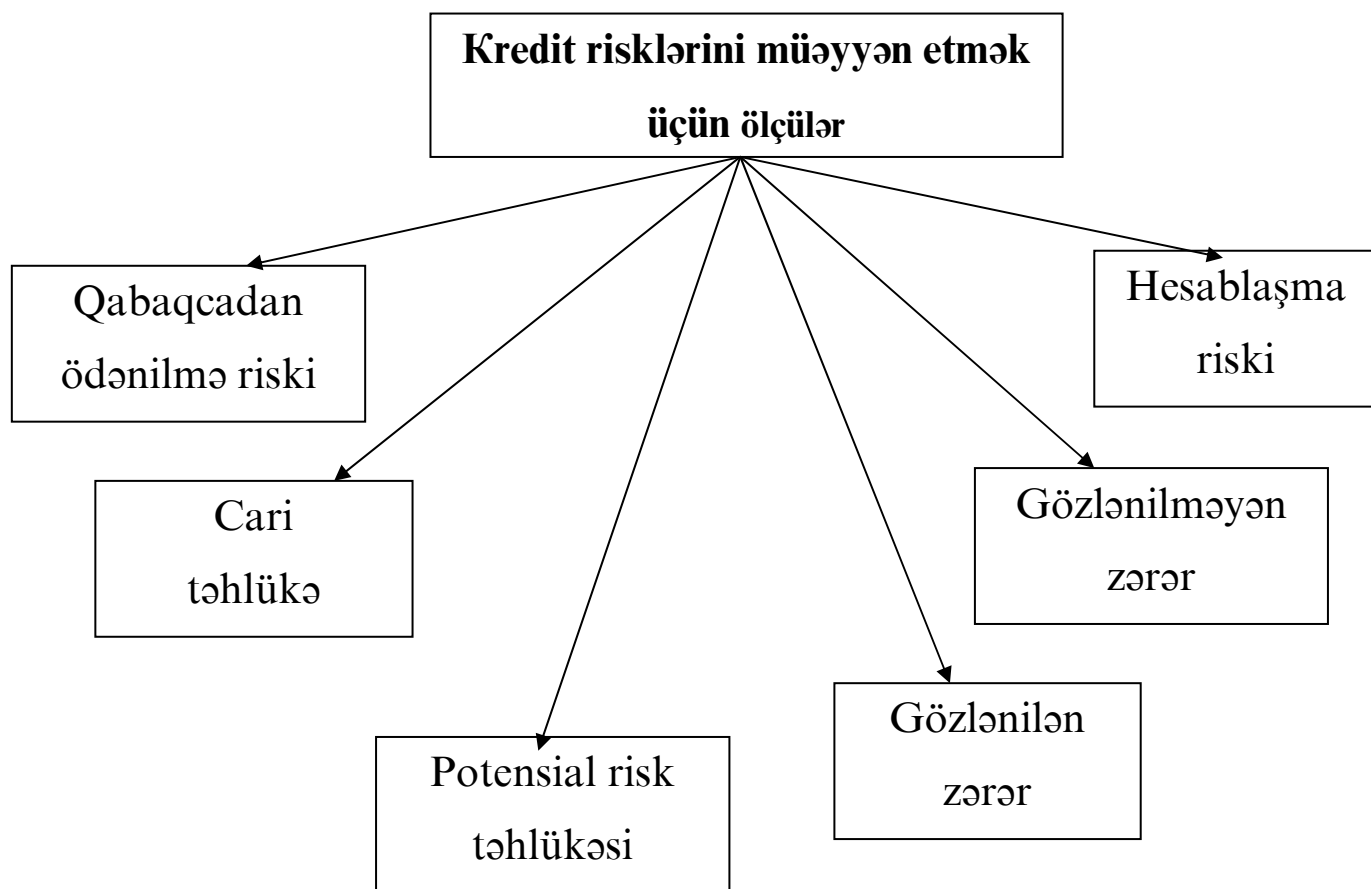 Kredit risklərini müəyyən etmək
üçün ölçülər
Qabaqcadan
ödənilmə riski
Hesablaşma
riski
Cari
təhlükə
Gözlənilməyən
zərər
Gözlənilən
zərər
Potensial risk
təhlükəsi